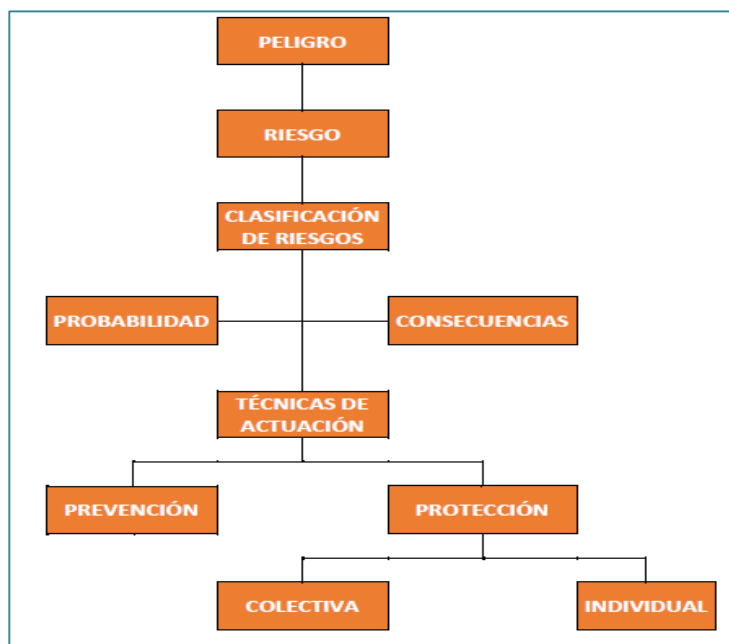 PELIGRO
RIESGO
CLASIFICACIÓN
DE RIESGOS
PROBABILIDAD
CONSECUENCIAS
TÉCNICAS DE
ACTUACIÓN
PREVENCIÓN
PROTECCIÓN
COLECTIVA
INDIVIDUAL